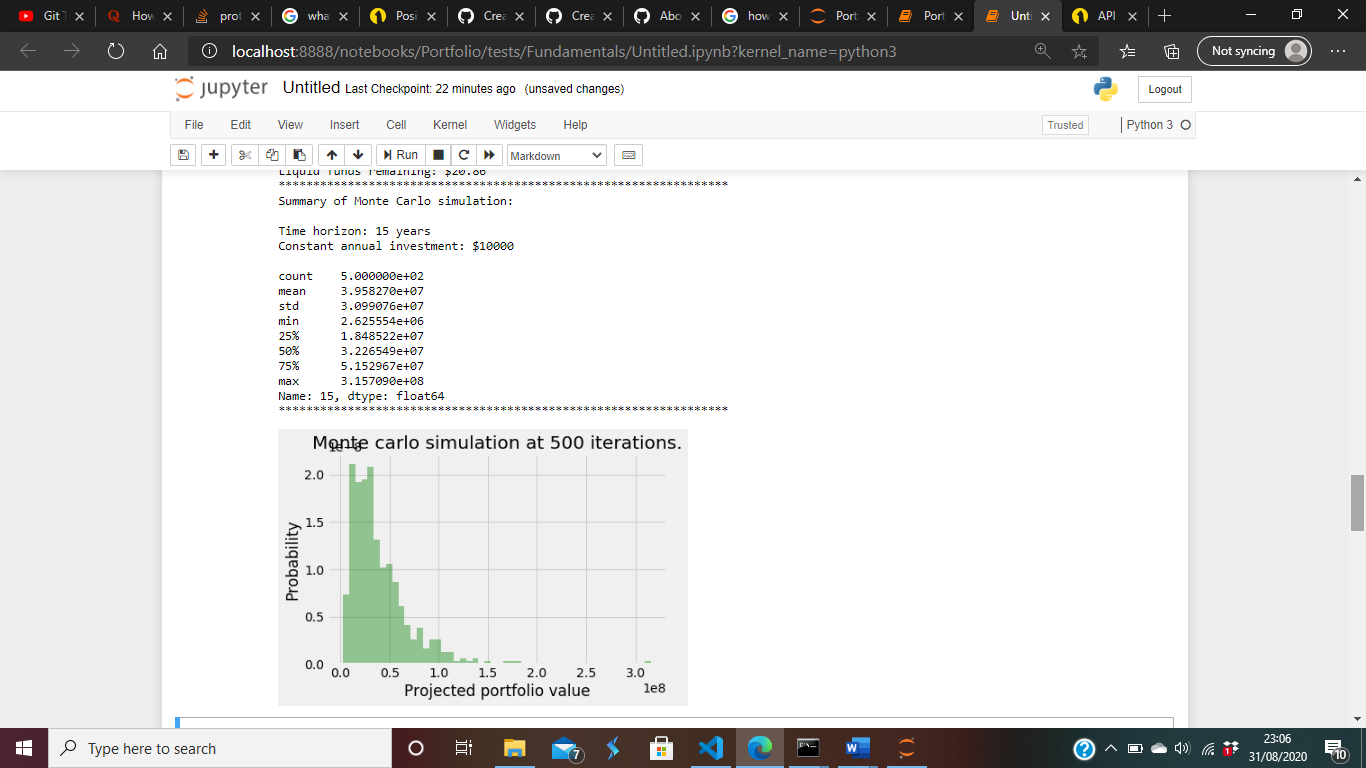 Git T
How
prot
wha
Posi
Crea
Crea
Abo
how
Port
Port
Unti
API
localhost:8888/notebooks/Portfolio/tests/Fundamentals/Untitled.ipynb?kernel_name=python3
Not syncing
jupyter Untitled Last Checkpoint: 22 minutes ago (unsaved changes)
Logout
File Edit View Insert Cell Kernel Widgets Help
Trusted
Python 3
Run
Markdown
Liquid funds remaining: $20.86
*****************************************************************
Summary of Monte Carlo simulation:
Time horizon: 15 years
Constant annual investment: $10000
count 5.000000e+02
mean 3.958270e+07
std 3.099076e+07
min 2.625554e+06
25% 1.848522e+07
50% 3.226549e+07
75% 5.152967e+07
max 3.157090e+08
Name: 15, dtype: float64
*****************************************************************
Monte carlo simulation at 500 iterations.
1e−8
2.0
1.5
1.0
0.5
0.0
Probability
0.0 0.5 1.0 1.5 2.0 2.5 3.0
1e8
Projected portfolio value
Type here to search
7
1
23:06
31/08/2020
10